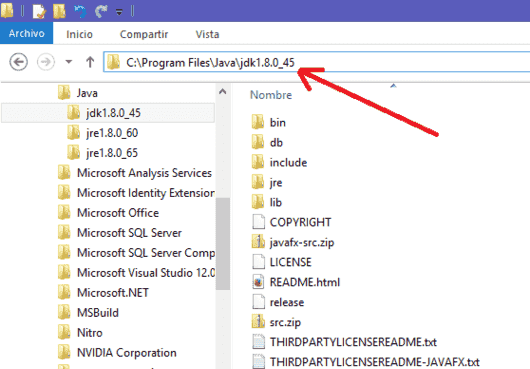 Archivo Inicio Compartir Vista
C:\Program Files\Java\jdk1.8.0_45
Java
jdk1.8.0_45
jre1.8.0_60
jre1.8.0_65
Microsoft Analysis Services
Microsoft Identity Extension
Microsoft Office
Microsoft SQL Server
Microsoft SQL Server Comp
Microsoft Visual Studio 12.0
Microsoft.NET
MSBuild
Nitro
NVIDIA Corporation
Nombre
bin
db
include
jre
lib
COPYRIGHT
javafx-src.zip
LICENSE
README.html
release
src.zip
THIRDPARTYLICENSEREADME.txt
THIRDPARTYLICENSEREADME-JAVAFX.txt